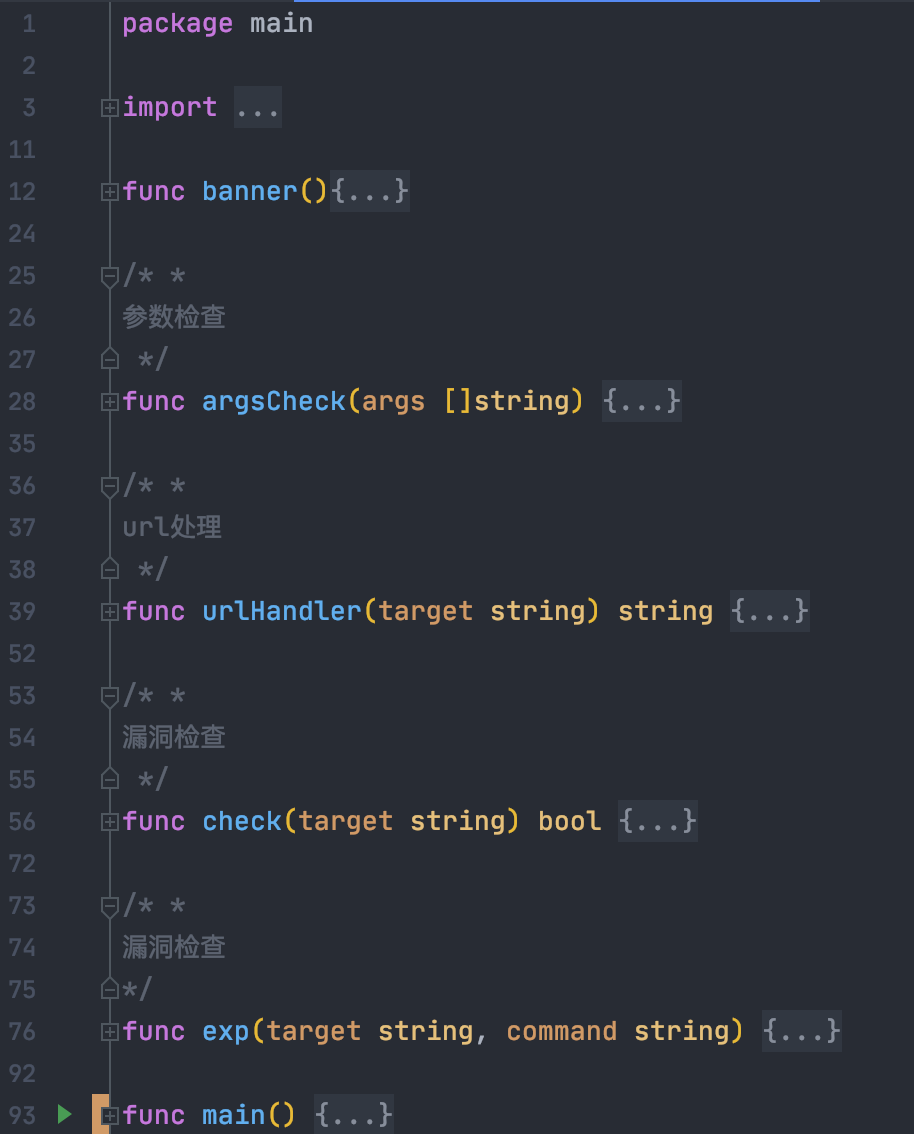 1 package main
2
3 import ...
11
12 func banner(){...}
24
25 /* *
26 参数检查
27 */
28 func argsCheck(args []string) {...}
35
36 /* *
37 url处理
38 */
39 func urlHandler(target string) string {...}
52
53 /* *
54 漏洞检查
55 */
56 func check(target string) bool {...}
72
73 /* *
74 漏洞检查
75 */
76 func exp(target string, command string) {...}
92
93 func main() {...}